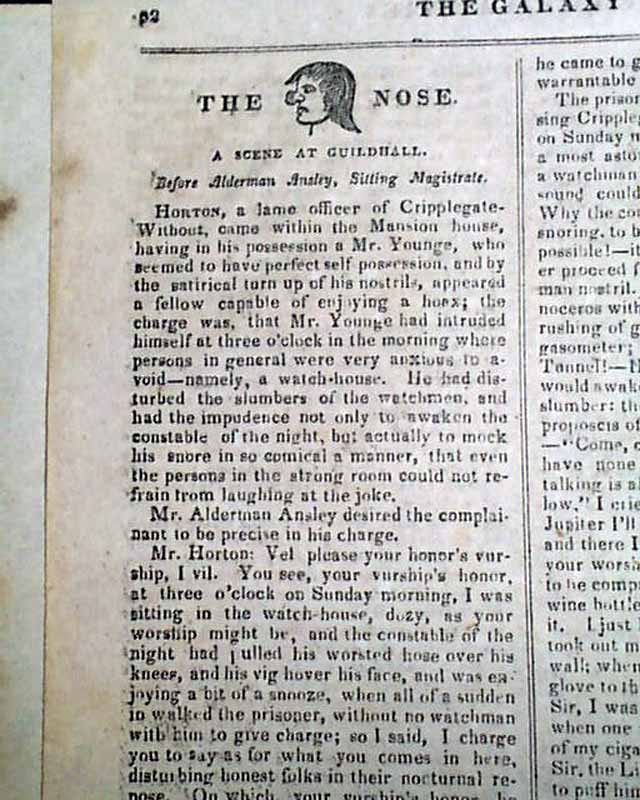 52
THE GALAXY
THE NOSE.
A SCENE AT GUILDHALL.
Before Alderman Ansley, Sitting Magistrate.
HORTON, a lame officer of Cripplegate-
Without, came within the Mansion house,
having in his possession a Mr. Younge, who
seemed to have perfect self possession, and by
the satirical turn up of his nostrils, appeared
a fellow capable of enjoying a hoax; the
charge was, that Mr. Younge had intruded
himself at three o'clock in the morning where
persons in general were very anxious to a-
void—namely, a watch-house. He had dis-
turbed the slumbers of the watchmen, and
had the impudence not only to awaken the
constable of the night, but actually to mock
his snore in so comical a manner, that even
the persons in the strong room could not re-
frain from laughing at the joke.
Mr. Alderman Ansley desired the complai-
nant to be precise in his charge.
Mr. Horton: Vel please your honor's vur-
ship, I vil. You see, your vurship's honor,
at three o'clock on Sunday morning, I was
sitting in the watch-house, dozy, as your
worship might be, and the constable of the
night had pulled his worsted hose over his
knees, and his vig hover his face, and was en-
joying a bit of a snooze, when all of a sudden
in walked the prisoner, without no watchman
with him to give charge; so I said, I charge
you to say as for what you comes in here,
disturbing honest folks in their nocturnal re-
pose. On which, your vurship's honor, he
he came to g
warrantable
The prison
sing Cripple
on Sunday m
a most asto
a watchman
sound could
Why the co
snoring, to b
possible!—it
er proceed f
man nostril.
noceros with
rushing of g
gasometer;
Tunnel!—H
would awak
slumber: th
proposcis of
—"Come, c
have none
talking is al
low." I crie
Jupiter I'll
and there I
your worsh
to be comp
wine bottle
it. I just l
took out m
wall; when
glove to th
Sir, I was
when one
of my ciga
Sir, the Li
to puff him